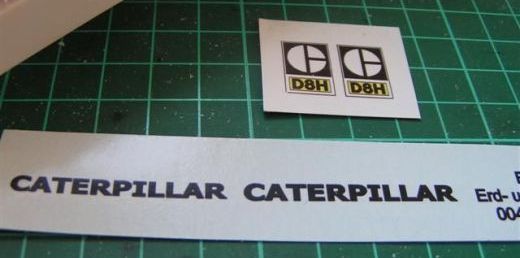 D8H D8H
CATERPILLAR CATERPILLAR
Erd-
004